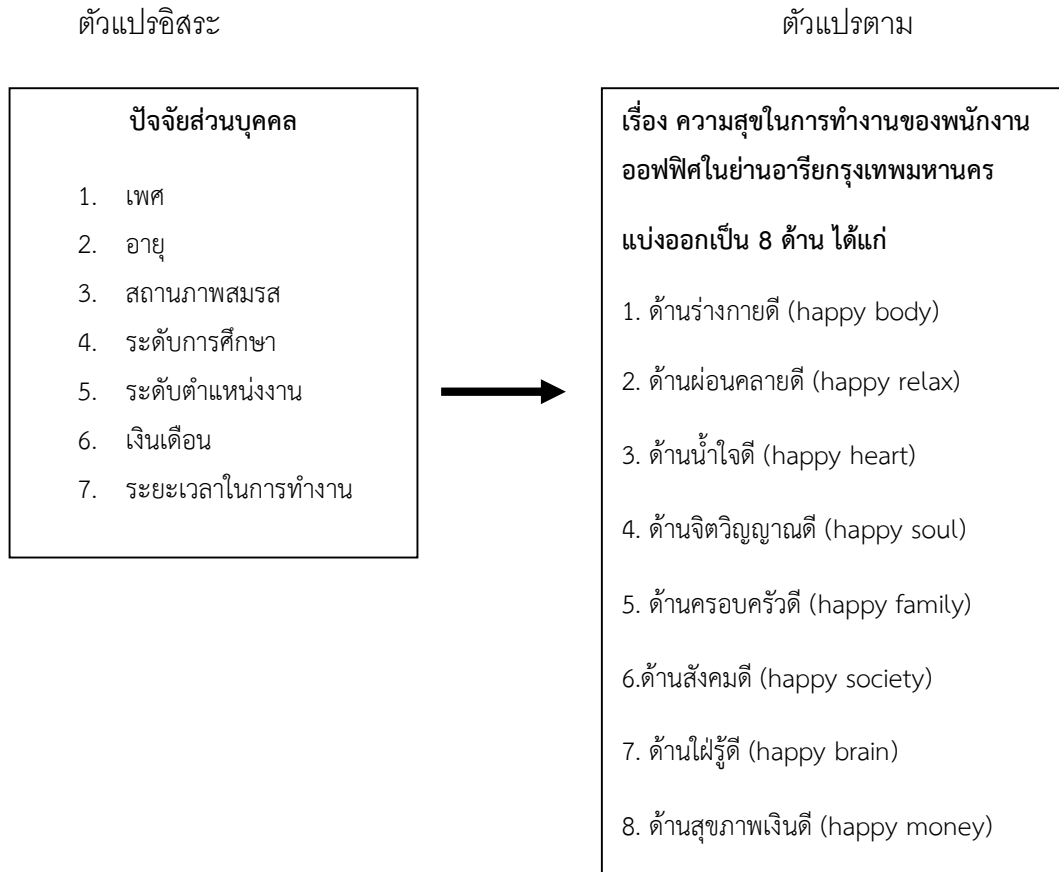 ตัวแปรอิสระ
ตัวแปรตาม
ปัจจัยส่วนบุคคล
1. เพศ
2. อายุ
3. สถานภาพสมรส
4. ระดับการศึกษา
5. ระดับตำแหน่งงาน
6. เงินเดือน
7. ระยะเวลาในการทำงาน
เรื่อง ความสุขในการทำงานของพนักงาน
ออฟฟิศในย่านอารียกรุงเทพมหานคร
แบ่งออกเป็น 8 ด้าน ได้แก่
1. ด้านร่างกายดี (happy body)
2. ด้านผ่อนคลายดี (happy relax)
3. ด้านน้ำใจดี (happy heart)
4. ด้านจิตวิญญาณดี (happy soul)
5. ด้านครอบครัวดี (happy family)
6.ด้านสังคมดี (happy society)
7. ด้านใฝ่รู้ดี (happy brain)
8. ด้านสุขภาพเงินดี (happy money)